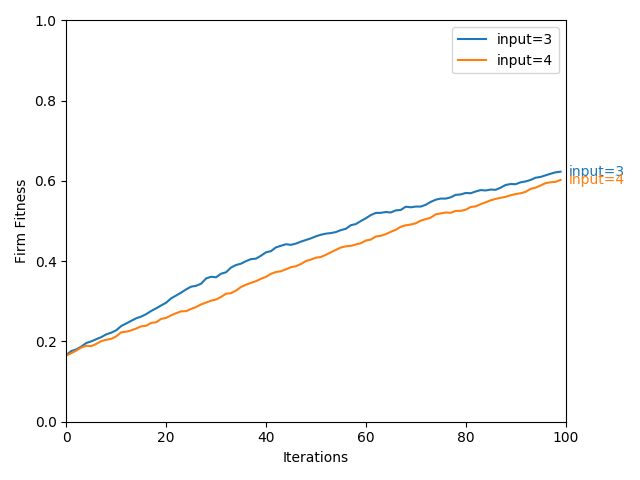 1.0
input=3
input=4
0.8
Firm Fitness
0.6
input=3
input=4
0.4
0.2
0.0
0 20 40 60 80 100
Iterations